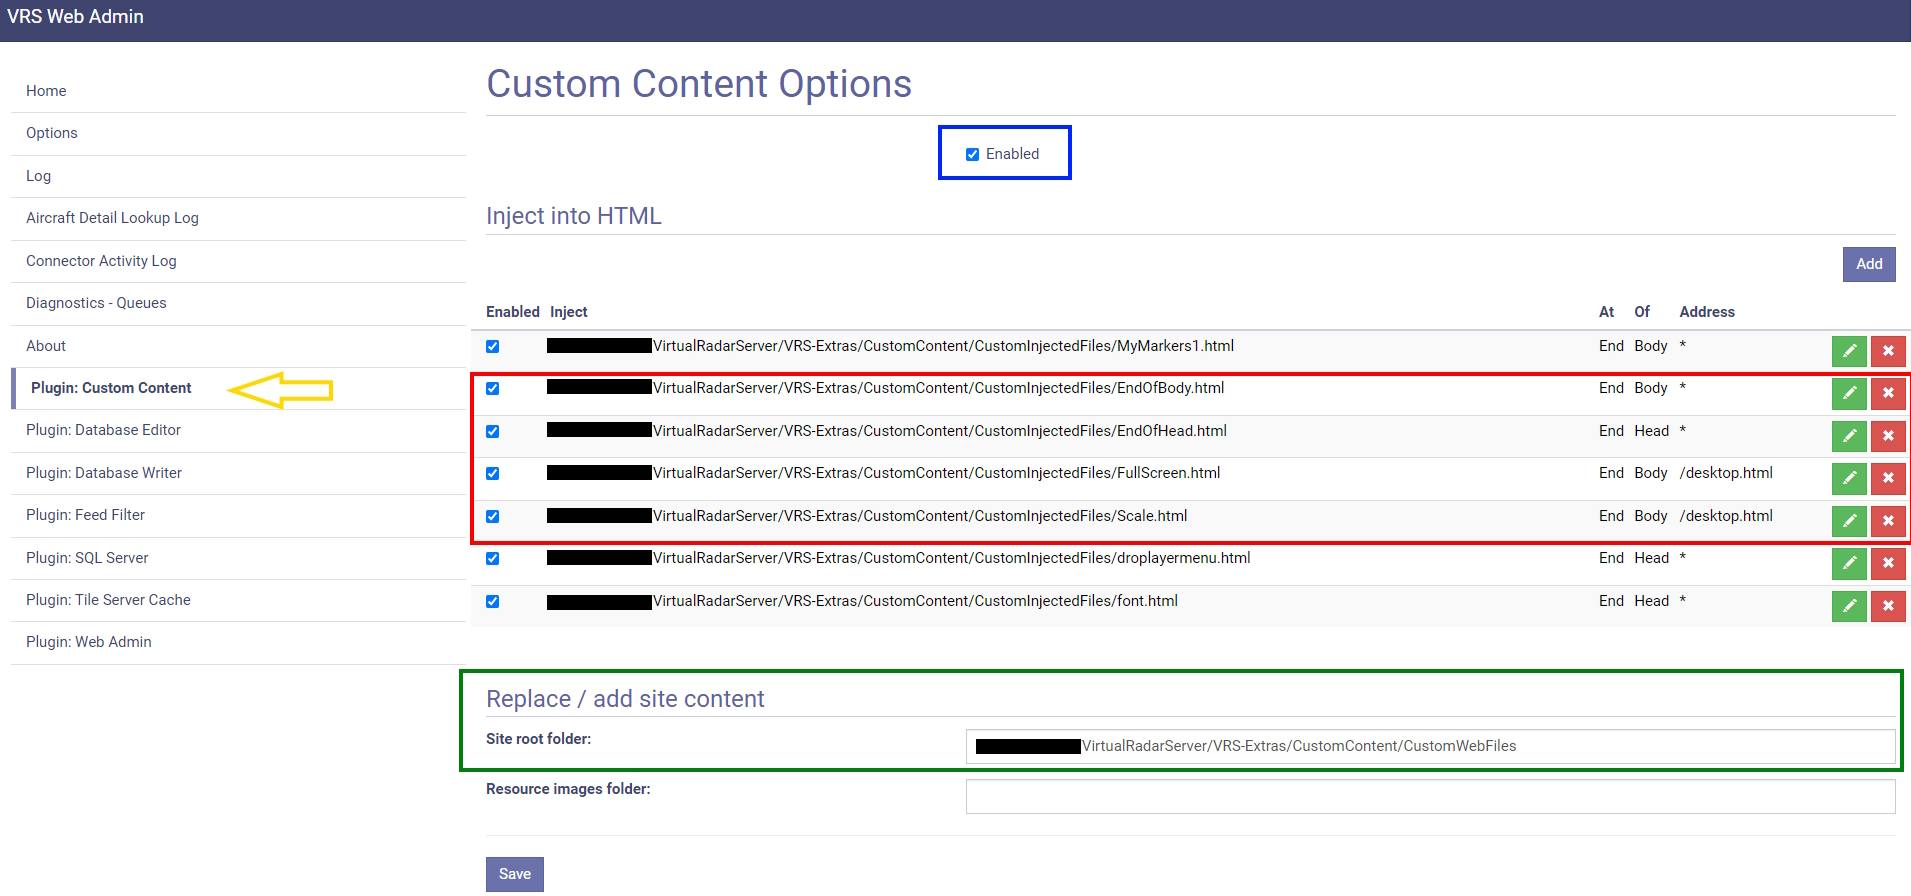 VRS Web Admin
Home
Options
Log
Aircraft Detail Lookup Log
Connector Activity Log
Diagnostics - Queues
About
Plugin: Custom Content
Plugin: Database Editor
Plugin: Database Writer
Plugin: Feed Filter
Plugin: SQL Server
Plugin: Tile Server Cache
Plugin: Web Admin
Custom Content Options
Enabled
Inject into HTML
Add
Enabled Inject At Of Address
VirtualRadarServer/VRS-Extras/CustomContent/CustomInjectedFiles/MyMarkers1.html End Body *
VirtualRadarServer/VRS-Extras/CustomContent/CustomInjectedFiles/EndOfBody.html End Body *
VirtualRadarServer/VRS-Extras/CustomContent/CustomInjectedFiles/EndOfHead.html End Head *
VirtualRadarServer/VRS-Extras/CustomContent/CustomInjectedFiles/FullScreen.html End Body /desktop.html
VirtualRadarServer/VRS-Extras/CustomContent/CustomInjectedFiles/Scale.html End Body /desktop.html
VirtualRadarServer/VRS-Extras/CustomContent/CustomInjectedFiles/droplayermenu.html End Head *
VirtualRadarServer/VRS-Extras/CustomContent/CustomInjectedFiles/font.html End Head *
Replace / add site content
Site root folder: VirtualRadarServer/VRS-Extras/CustomContent/CustomWebFiles
Resource images folder:
Save